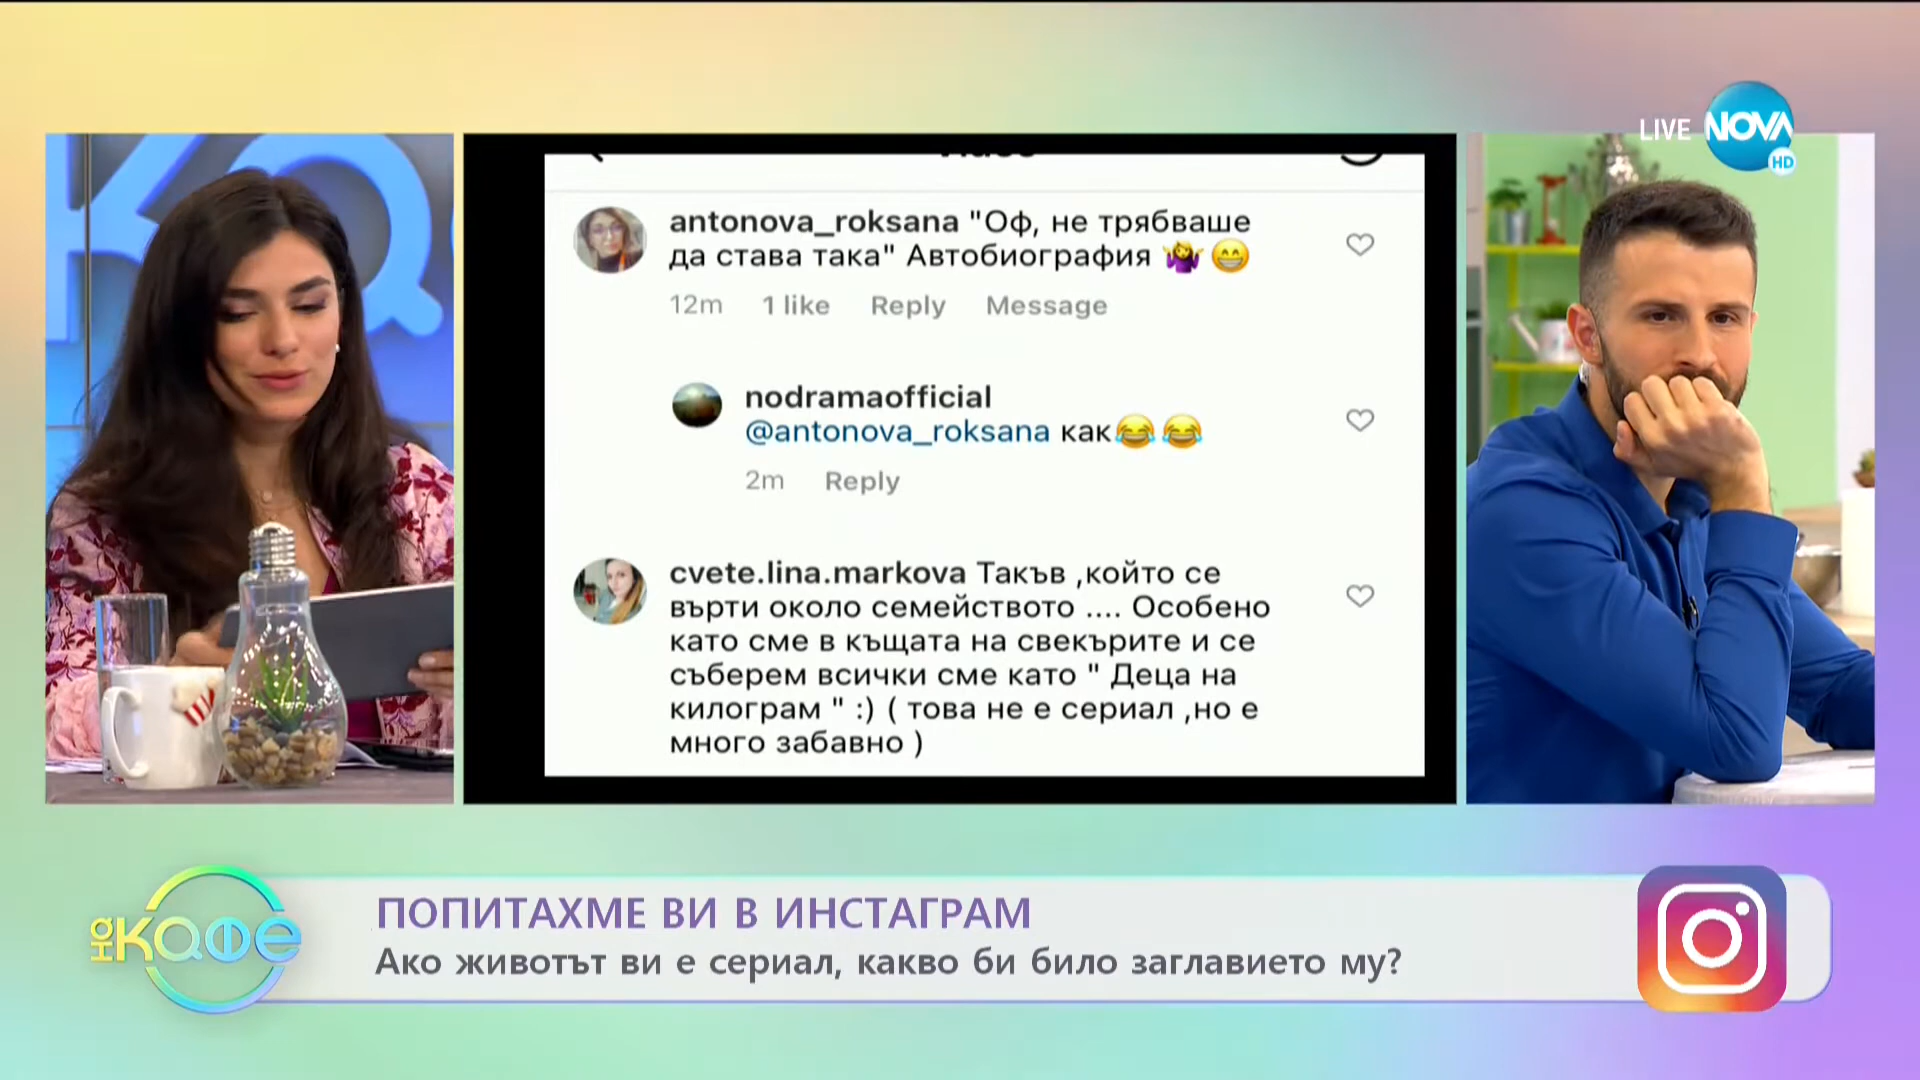 LIVE NOVA
HD
antonova_roksana "Оф, не трябваше
да става така" Автобиография 🤷‍♀️😁
12m 1 like Reply Message
nodramaofficial
@antonova_roksana как😂😂
2m Reply
cvete.lina.markova Такъв ,който се
върти около семейството .... Особено
като сме в къщата на свекърите и се
съберем всички сме като " Деца на
килограм " :) ( това не е сериал ,но е
много забавно )
на кафе
ПОПИТАХМЕ ВИ В ИНСТАГРАМ
Ако животът ви е сериал, какво би било заглавието му?